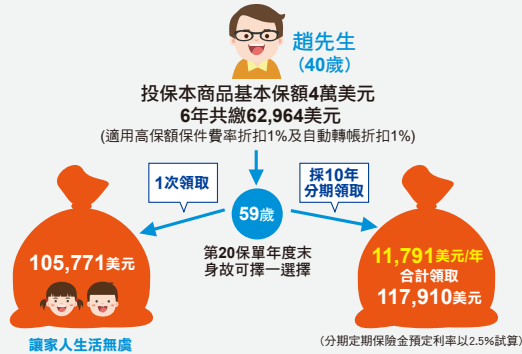 趙先生
（40歲）
投保本商品基本保額4萬美元
6年共繳62,964美元
(適用高保額保件費率折扣1%及自動轉帳折扣1%)
1次領取
採10年
分期領取
59歲
第20保單年度末
身故可擇一選擇
105,771美元
11,791美元/年
合計領取
117,910美元
讓家人生活無虞
（分期定期保險金預定利率以2.5%試算）